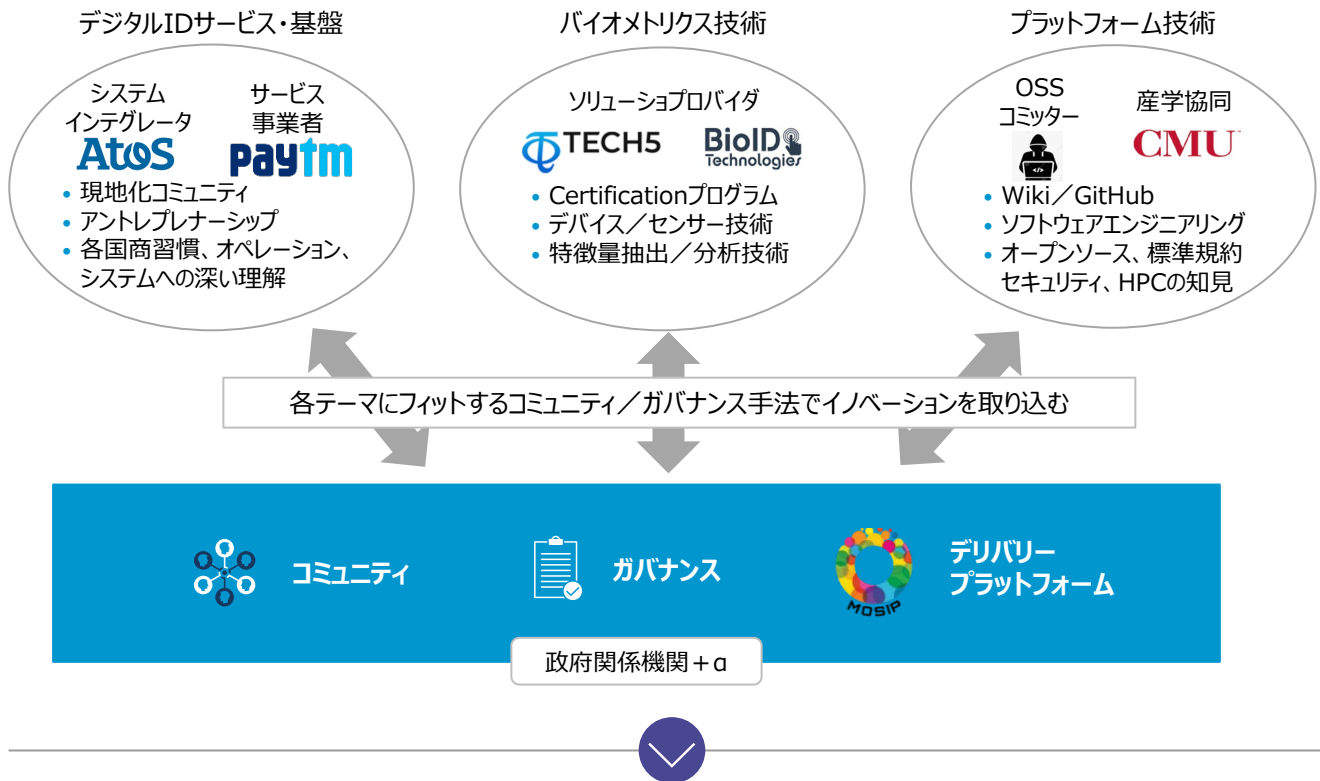 デジタルIDサービス・基盤
バイオメトリクス技術
プラットフォーム技術
システム
インテグレータ
サービス
事業者
Atos
paytm
• 現地化コミュニティ
• アントレプレナーシップ
• 各国商習慣、オペレーション、
システムへの深い理解
ソリューショプロバイダ
TECH5
BioID
Technologies
• Certificationプログラム
• デバイス／センサー技術
• 特徴量抽出／分析技術
OSS
コミッター
産学協同
CMU
• Wiki／GitHub
• ソフトウェアエンジニアリング
• オープンソース、標準規約
セキュリティ、HPCの知見
各テーマにフィットするコミュニティ／ガバナンス手法でイノベーションを取り込む
コミュニティ
ガバナンス
MOSIP
デリバリー
プラットフォーム
政府関係機関＋α